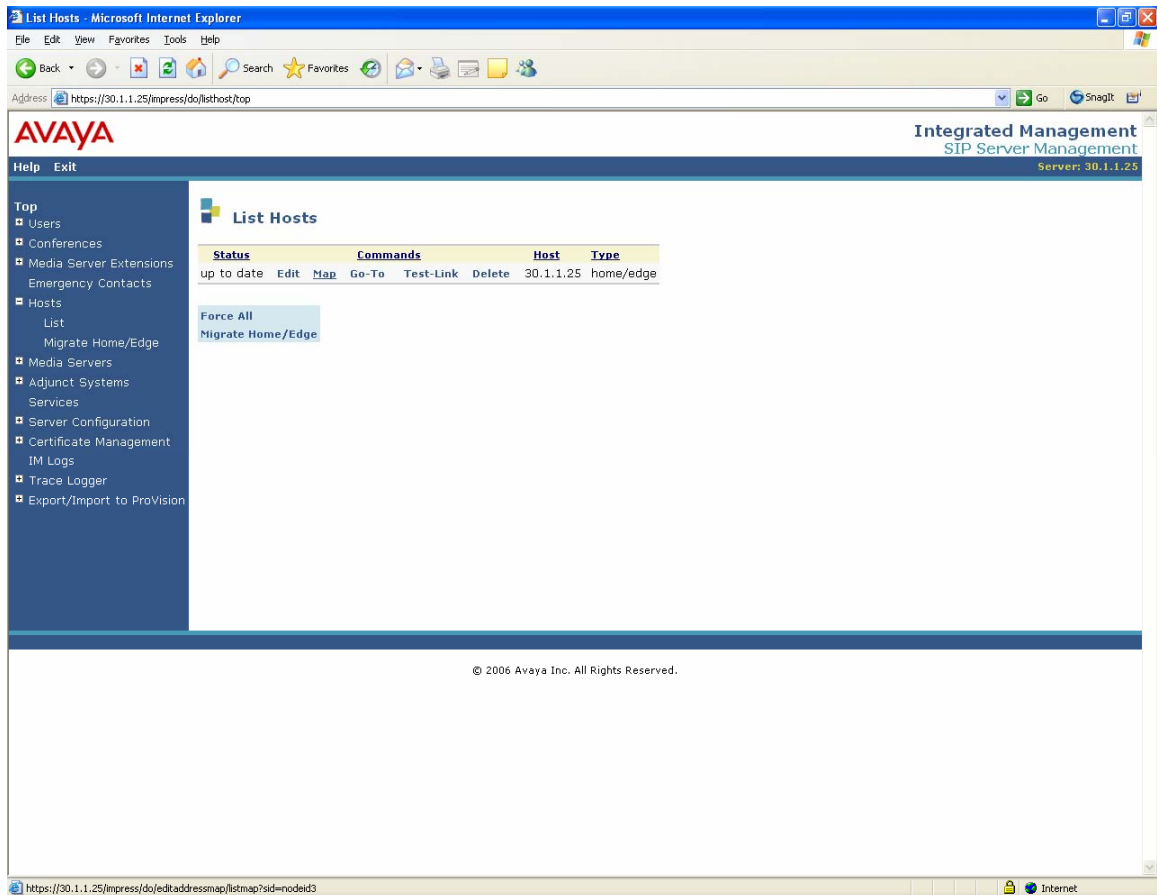 List Hosts - Microsoft Internet Explorer
File Edit View Favorites Tools Help
Back Search Favorites
Address https://30.1.1.25/impress/do/listhost/top Go SnagIt
AVAYA
Integrated Management
SIP Server Management
Help Exit
Server: 30.1.1.25
Top
Users
Conferences
Media Server Extensions
Emergency Contacts
Hosts
List
Migrate Home/Edge
Media Servers
Adjunct Systems
Services
Server Configuration
Certificate Management
IM Logs
Trace Logger
Export/Import to ProVision
List Hosts
Status Commands Host Type
up to date Edit Map Go-To Test-Link Delete 30.1.1.25 home/edge
Force All
Migrate Home/Edge
© 2006 Avaya Inc. All Rights Reserved.
https://30.1.1.25/impress/do/editaddressmap/listmap?sid=nodeid3 Internet